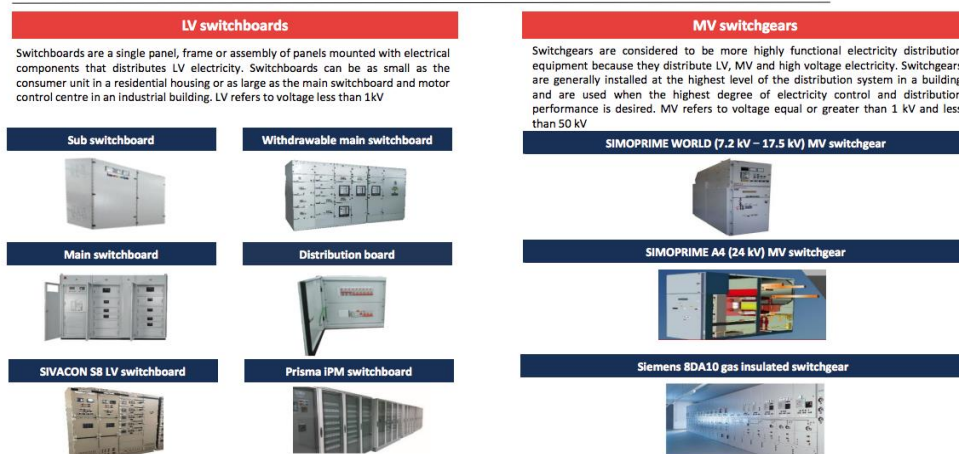 LV switchboards
Switchboards are a single panel, frame or assembly of panels mounted with electrical
components that distributes LV electricity. Switchboards can be as small as the
consumer unit in a residential housing or as large as the main switchboard and motor
control centre in an industrial building. LV refers to voltage less than 1kV
Sub switchboard
Withdrawable main switchboard
Main switchboard
Distribution board
SIVACON S8 LV switchboard
Prisma iPM switchboard
MV switchgears
Switchgears are considered to be more highly functional electricity distribution
equipment because they distribute LV, MV and high voltage electricity. Switchgears
are generally installed at the highest level of the distribution system in a building
and are used when the highest degree of electricity control and distribution
performance is desired. MV refers to voltage equal or greater than 1 kV and less
than 50 kV
SIMOPRIME WORLD (7.2 kV – 17.5 kV) MV switchgear
SIMOPRIME A4 (24 kV) MV switchgear
Siemens 8DA10 gas insulated switchgear